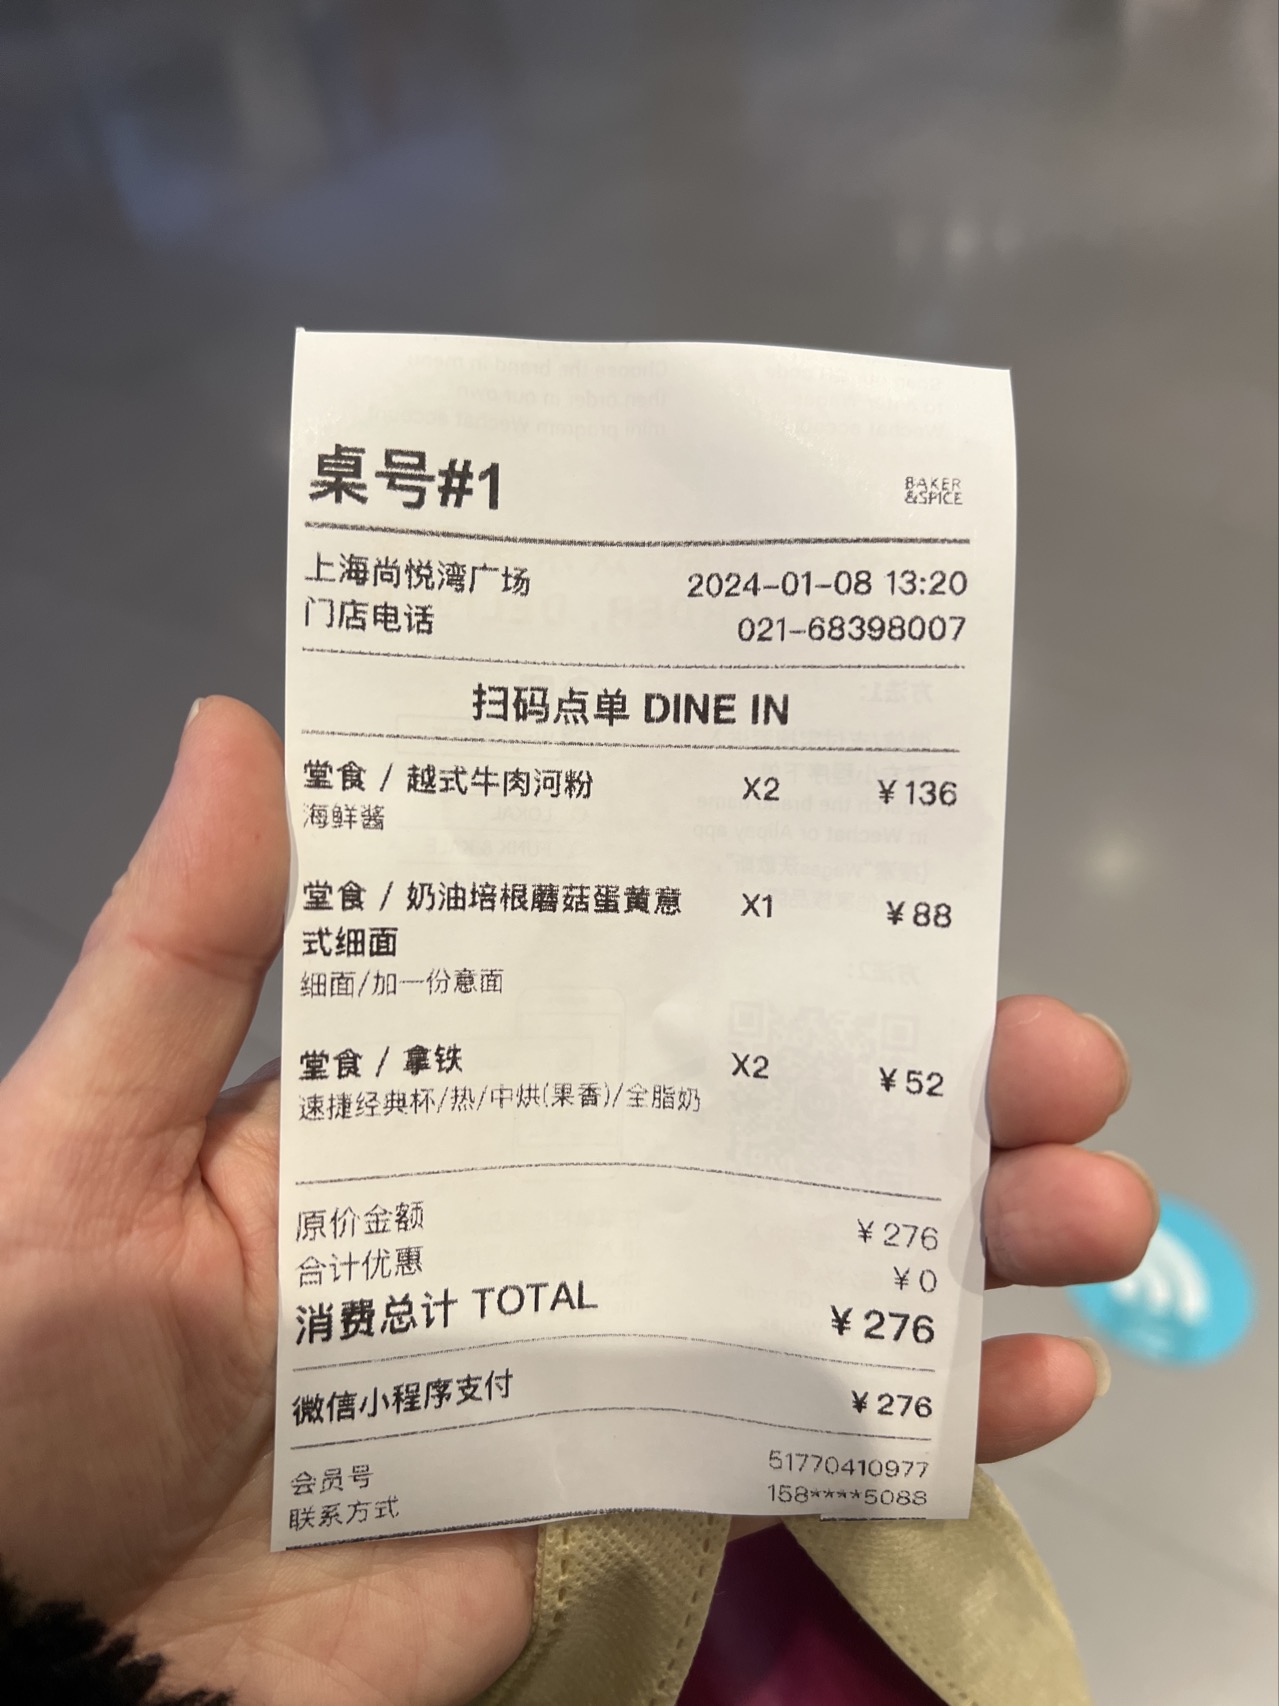 桌号#1
BAKER
&SPICE
上海尚悦湾广场 2024-01-08 13:20
门店电话 021-68398007
扫码点单 DINE IN
堂食 / 越式牛肉河粉 X2 ¥136
海鲜酱
堂食 / 奶油培根蘑菇蛋黄意 X1 ¥88
式细面
细面/加一份意面
堂食 / 拿铁 X2 ¥52
速捷经典杯/热/中烘(果香)/全脂奶
原价金额 ¥276
合计优惠 ¥0
消费总计 TOTAL ¥276
微信小程序支付 ¥276
会员号 51770410977
联系方式 158****5088